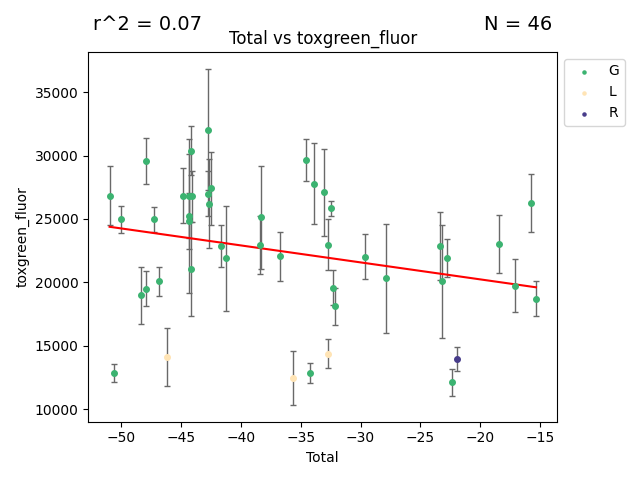 r^2 = 0.07
N = 46
Total vs toxgreen_fluor
G
L
R
35000
30000
25000
20000
15000
10000
toxgreen_fluor
−50
−45
−40
−35
−30
−25
−20
−15
Total